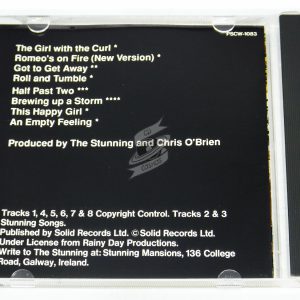 PSCW-1083
The Girl with the Curl *
Romeo's on Fire (New Version) *
Got to Get Away **
Roll and Tumble *
Half Past Two ***
Brewing up a Storm ****
This Happy Girl *
An Empty Feeling *
Produced by The Stunning and Chris O'Brien
Tracks 1, 4, 5, 6, 7 & 8 Copyright Control. Tracks 2 & 3
Stunning Songs.
Published by Solid Records Ltd. © Solid Records Ltd.
Under License from Rainy Day Productions.
Write to The Stunning at: Stunning Mansions, 136 College
Road, Galway, Ireland.